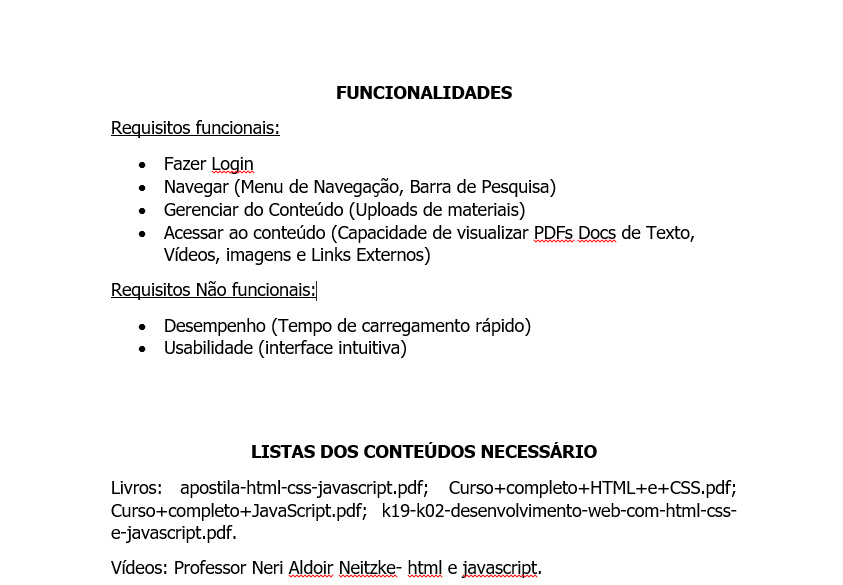 FUNCIONALIDADES
Requisitos funcionais:
• Fazer Login
• Navegar (Menu de Navegação, Barra de Pesquisa)
• Gerenciar do Conteúdo (Uploads de materiais)
• Acessar ao conteúdo (Capacidade de visualizar PDFs Docs de Texto,
Vídeos, imagens e Links Externos)
Requisitos Não funcionais:
• Desempenho (Tempo de carregamento rápido)
• Usabilidade (interface intuitiva)
LISTAS DOS CONTEÚDOS NECESSÁRIO
Livros: apostila-html-css-javascript.pdf; Curso+completo+HTML+e+CSS.pdf;
Curso+completo+JavaScript.pdf; k19-k02-desenvolvimento-web-com-html-css-
e-javascript.pdf.
Vídeos: Professor Neri Aldoir Neitzke- html e javascript.